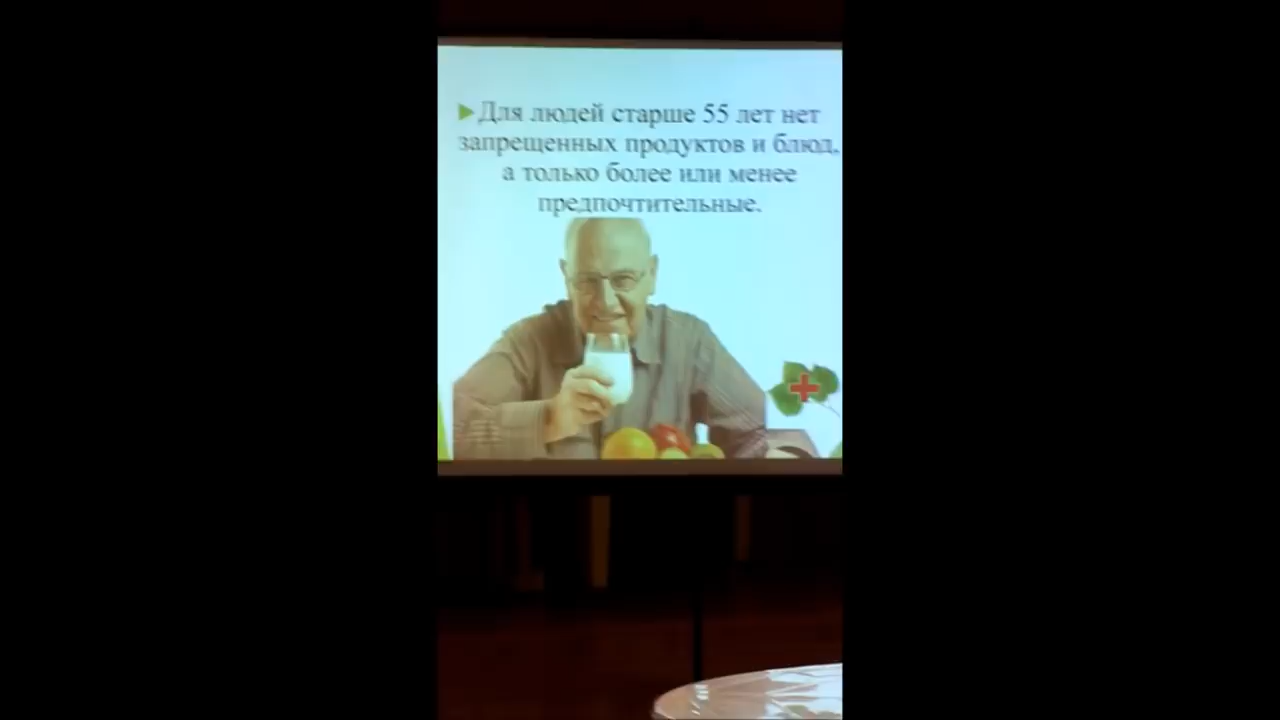 Для людей старше 55 лет нет
запрещенных продуктов и блюд,
а только более или менее
предпочтительные.